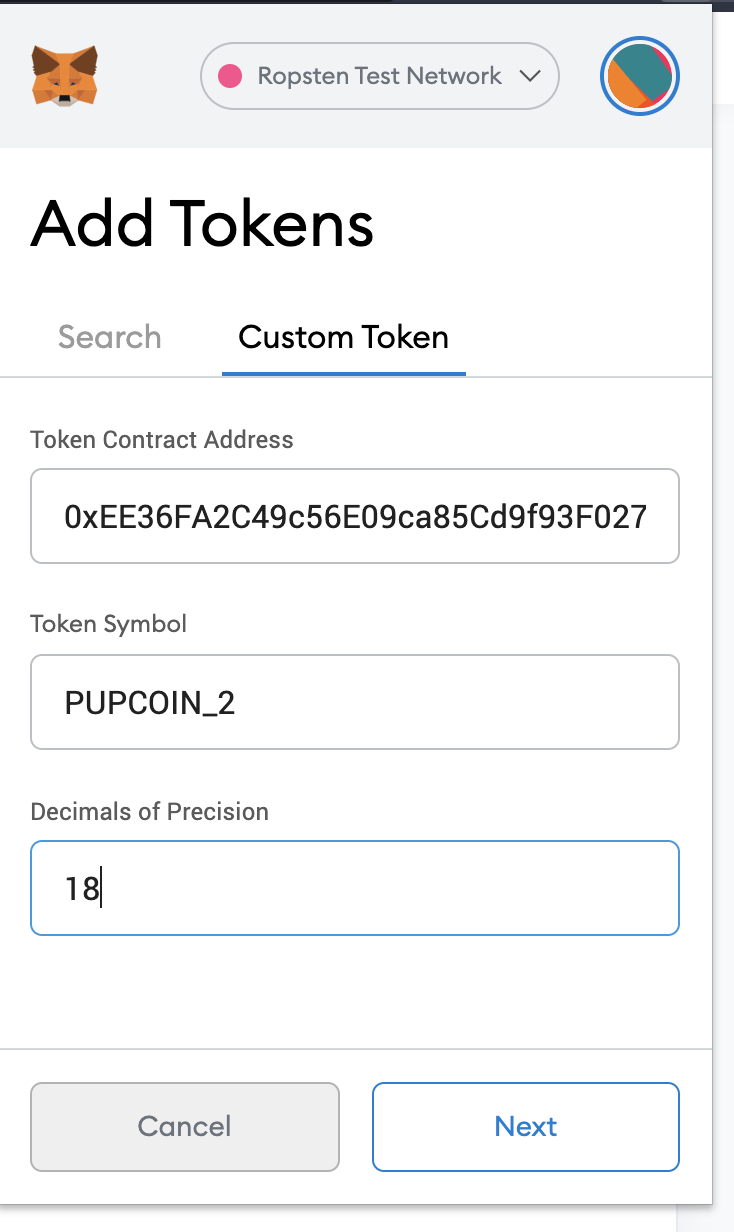 Ropsten Test Network
Add Tokens
Search
Custom Token
Token Contract Address
0xEE36FA2C49c56E09ca85Cd9f93F027
Token Symbol
PUPCOIN_2
Decimals of Precision
18
Cancel
Next